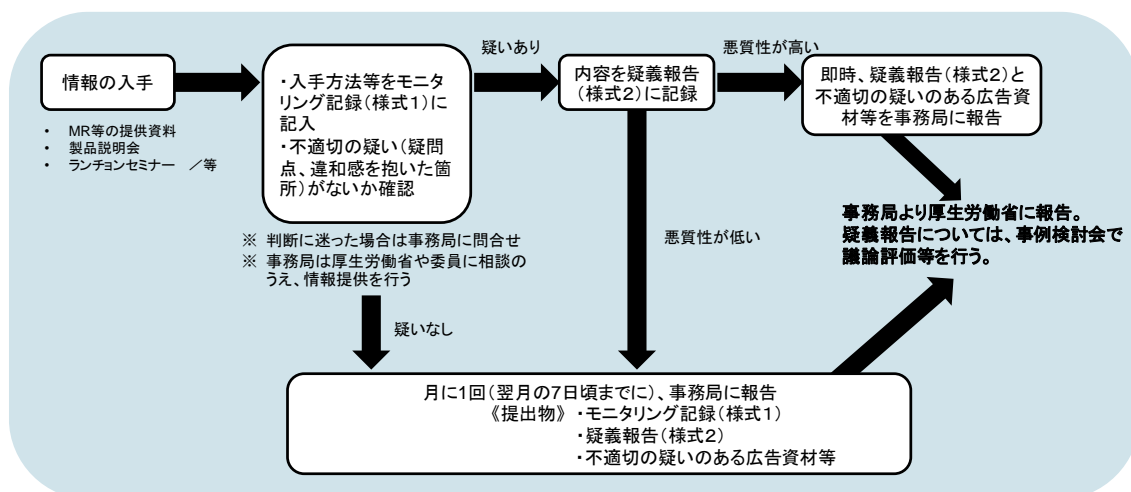 情報の入手
・ MR等の提供資料
・ 製品説明会
・ ランチョンセミナー ／等
・入手方法等をモニ
タリング記録（様式1）に
記入
・不適切の疑い（疑問
点、違和感を抱いた箇
所）がないか確認
※ 判断に迷った場合は事務局に問合せ
※ 事務局は厚生労働省や委員に相談の
うえ、情報提供を行う
疑いあり
疑いなし
内容を疑義報告
（様式2）に記録
悪質性が高い
悪質性が低い
即時、疑義報告（様式2）と
不適切の疑いのある広告資
材等を事務局に報告
事務局より厚生労働省に報告。
疑義報告については、事例検討会で
議論評価等を行う。
月に1回（翌月の7日頃までに）、事務局に報告
《提出物》・モニタリング記録（様式1）
・疑義報告（様式2）
・不適切の疑いのある広告資材等